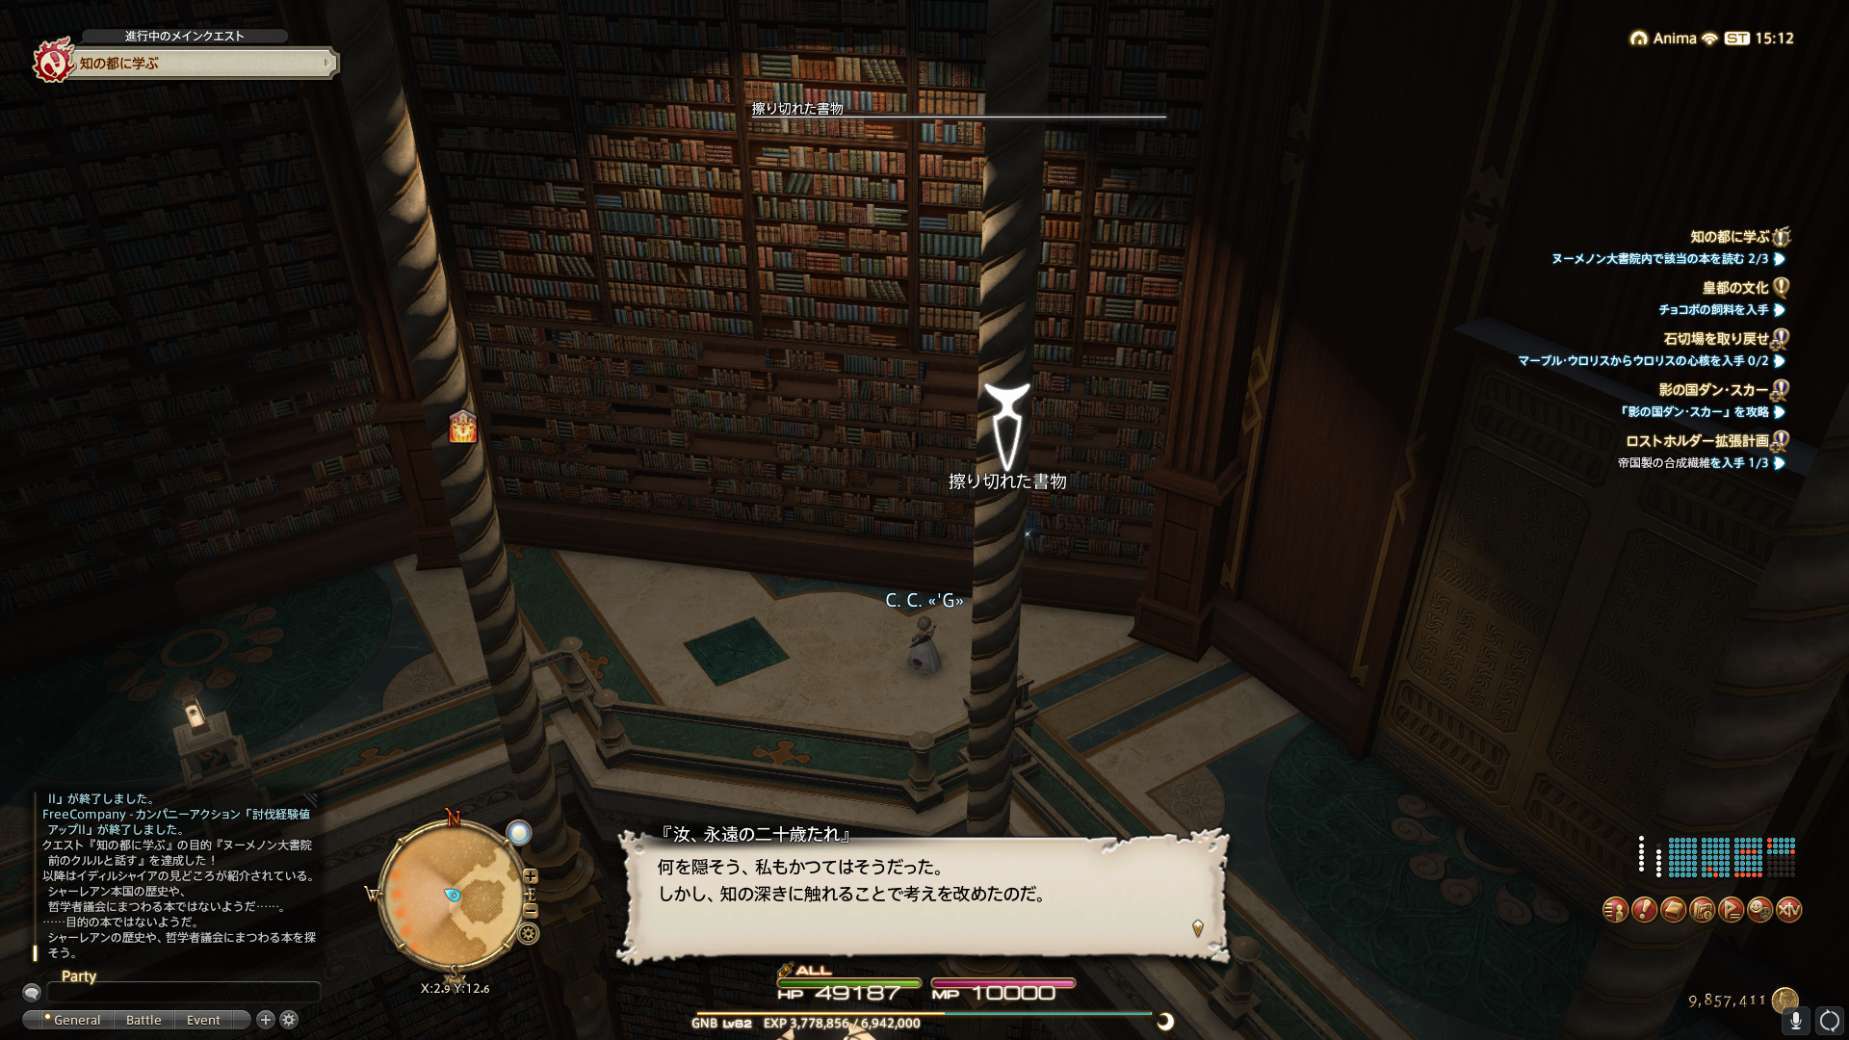 進行中のメインクエスト
知の都に学ぶ
Anima ST 15:12
擦り切れた書物
知の都に学ぶ
ヌーメノン大書院内で該当の本を読む 2/3
皇都の文化
チョコボの飼料を入手
石切場を取り戻せ
マーブル・ウロリスからウロリスの心核を入手 0/2
影の国ダン・スカー
「影の国ダン・スカー」を攻略
ロストホルダー拡張計画
帝国製の合成繊維を入手 1/3
擦り切れた書物
C. C. «'G»
II」が終了しました。
FreeCompany - カンパニーアクション「討伐経験値
アップII」が終了しました。
クエスト『知の都に学ぶ』の目的『ヌーメノン大書院
前のクルルと話す』を達成した！
以降はイディルシャイアの見どころが紹介されている。
シャーレアン本国の歴史や、
哲学者議会にまつわる本ではないようだ……。
……目的の本ではないようだ。
シャーレアンの歴史や、哲学者議会にまつわる本を探
そう。
Party
General Battle Event
N
W
E
S
X:2.9 Y:12.6
『汝、永遠の二十歳たれ』
何を隠そう、私もかつてはそうだった。
しかし、知の深きに触れることで考えを改めたのだ。
ALL
HP 49187 MP 10000
GNB Lv82 EXP 3,778,856 / 6,942,000
XIV
9,857,411